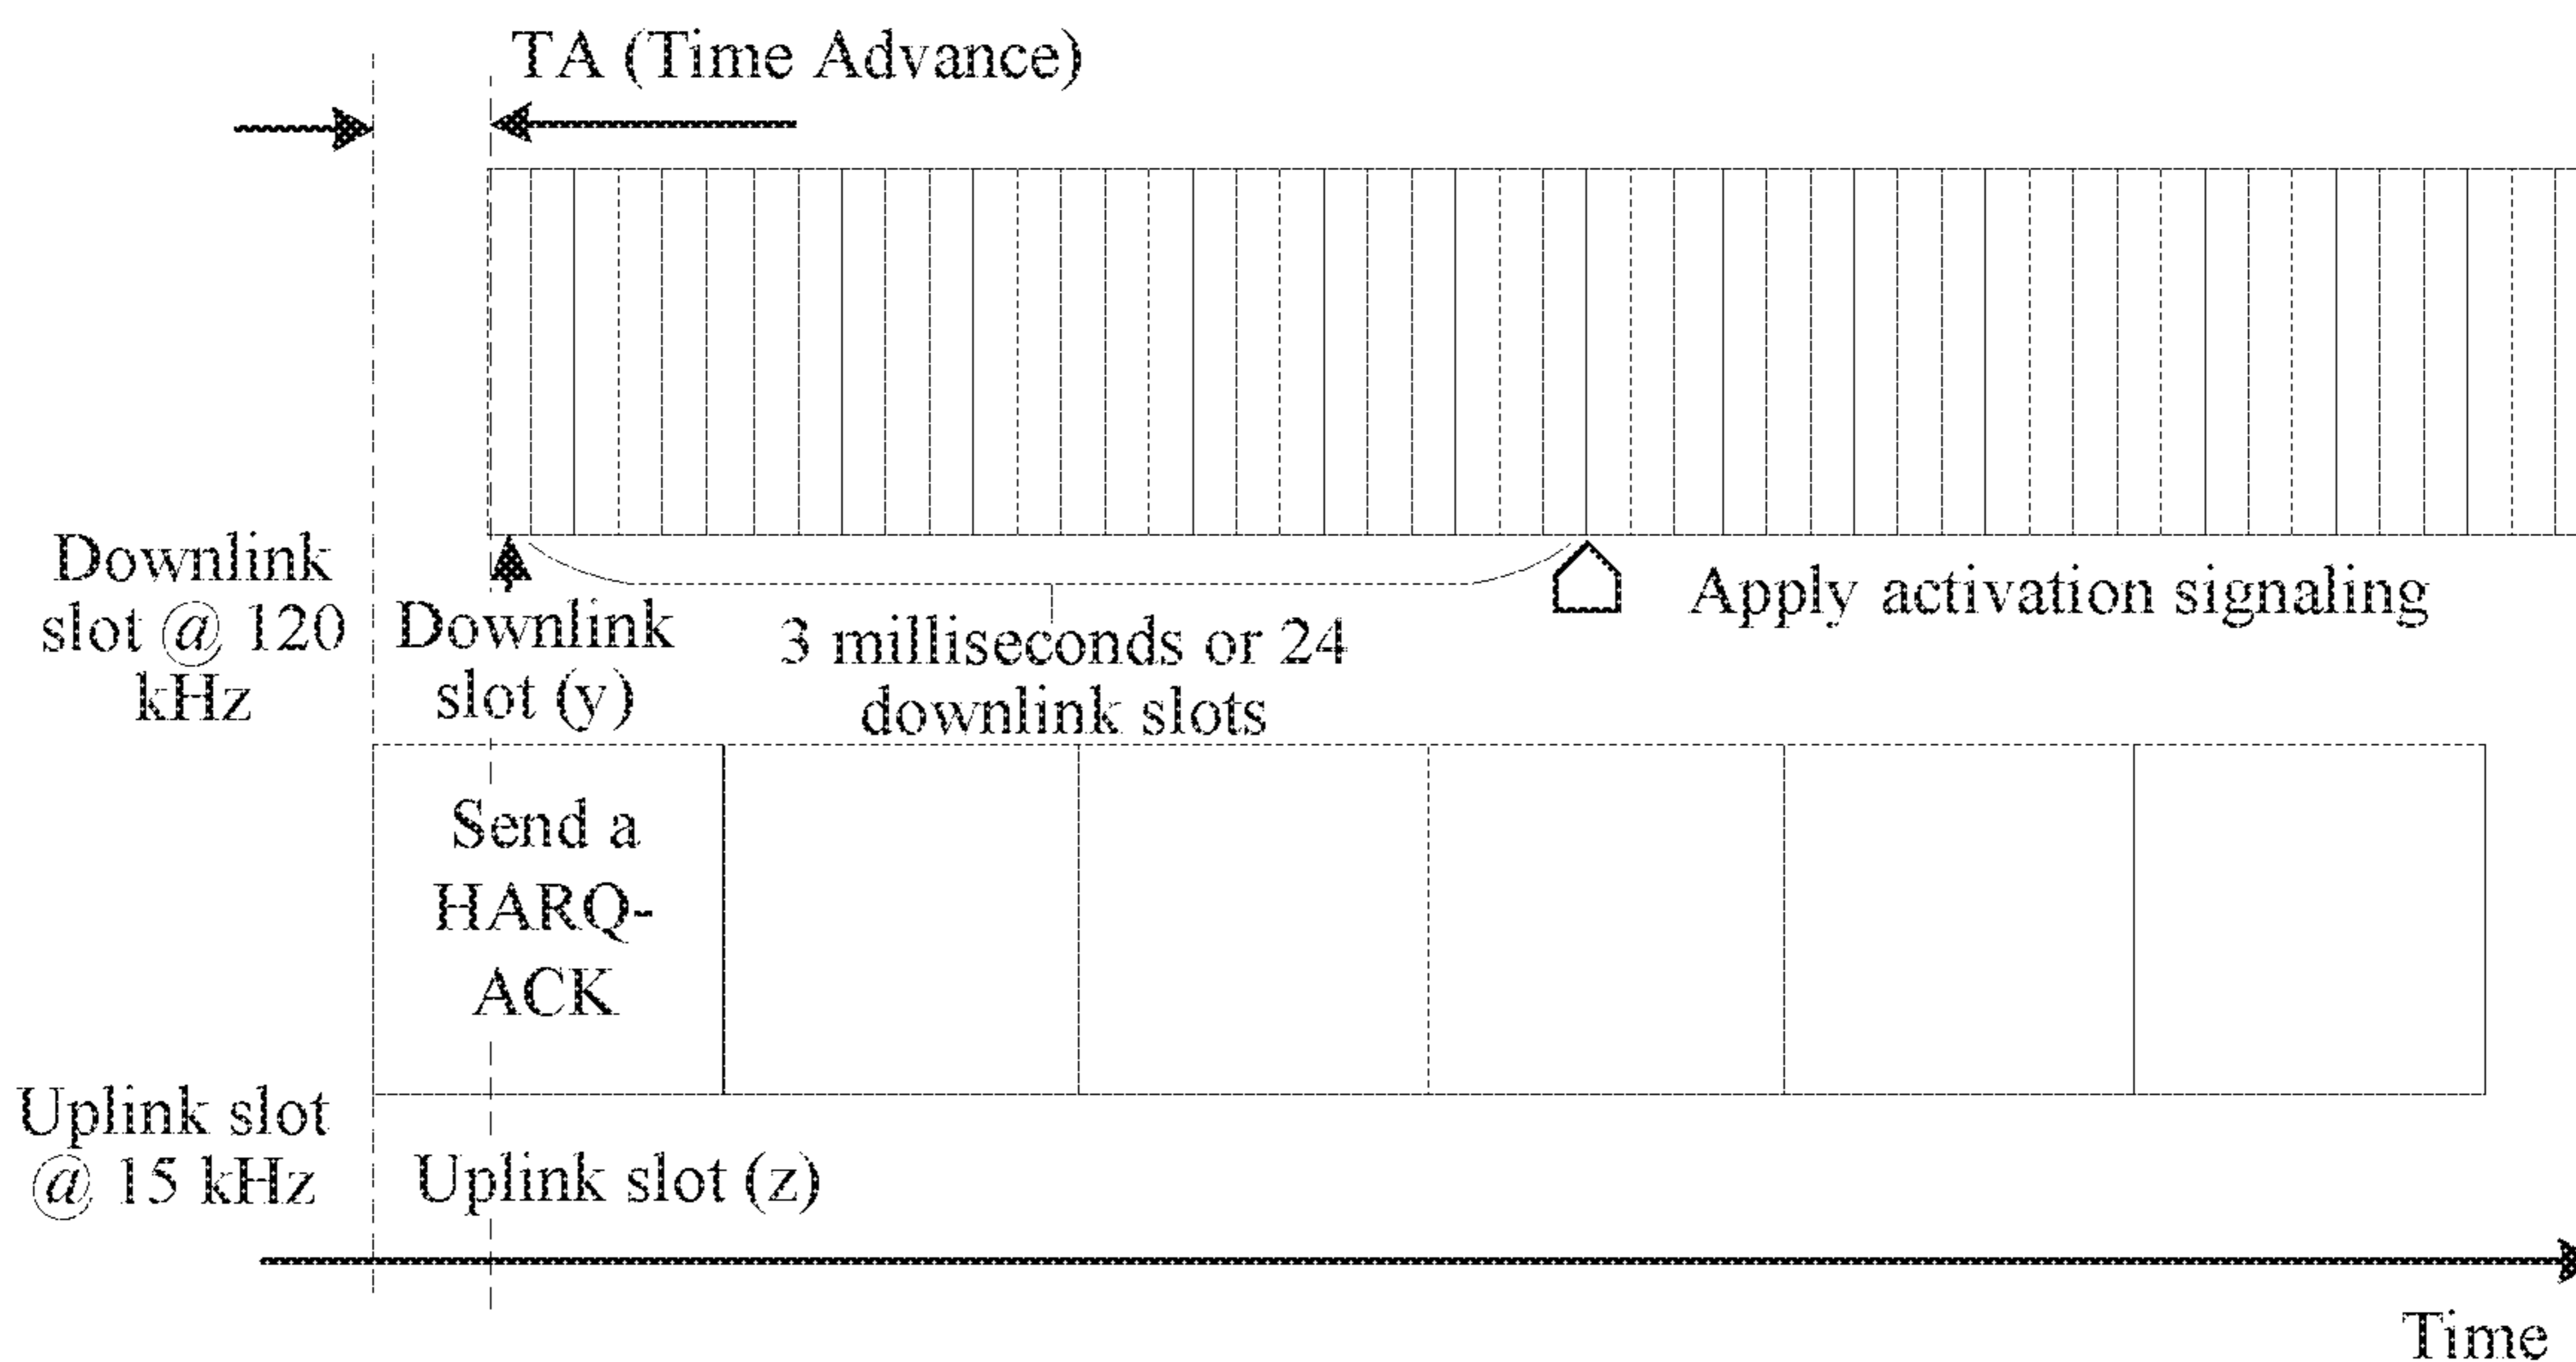 TA (Time Advance)
Downlink
slot @ 120
kHz
Downlink
slot (y)
3 milliseconds or 24
downlink slots
Apply activation signaling
Send a
HARQ-
ACK
Uplink slot
@ 15 kHz
Uplink slot (z)
Time